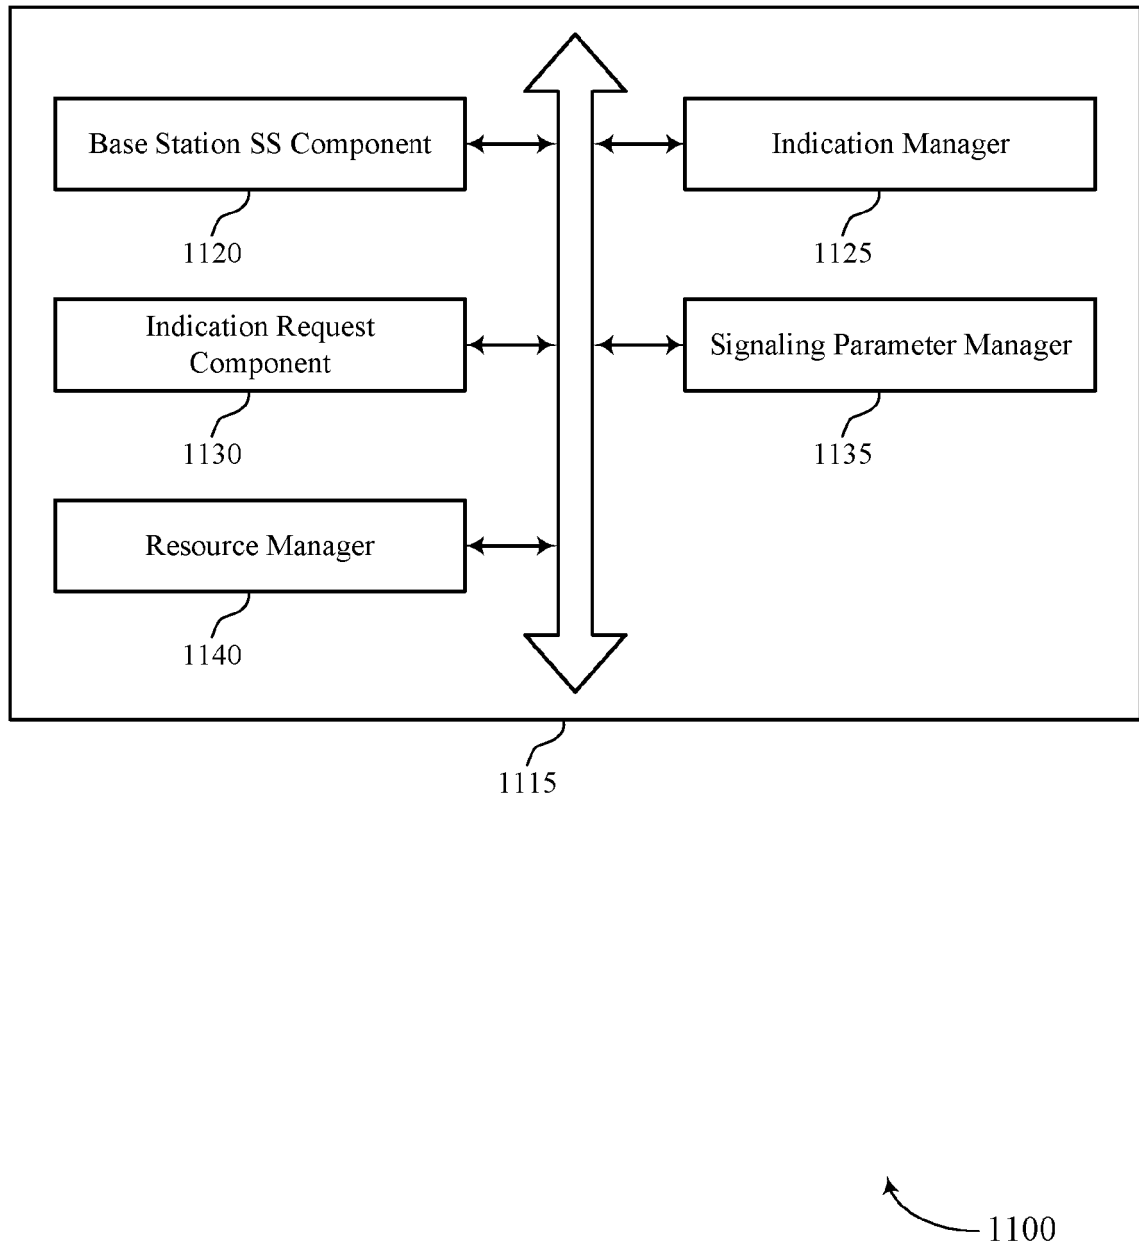 Base Station SS Component
1120
Indication Manager
1125
Indication Request
Component
1130
Signaling Parameter Manager
1135
Resource Manager
1140
1115
1100